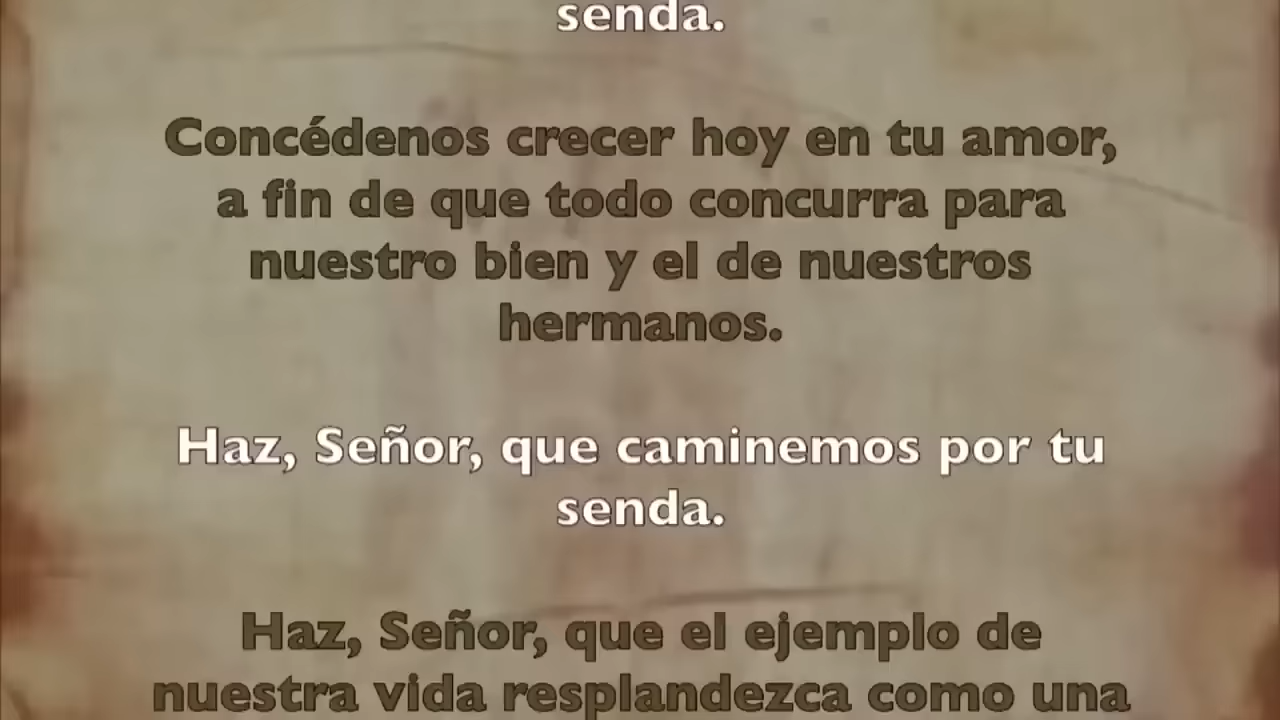 senda.
Concédenos crecer hoy en tu amor,
a fin de que todo concurra para
nuestro bien y el de nuestros
hermanos.
Haz, Señor, que caminemos por tu
senda.
Haz, Señor, que el ejemplo de
nuestra vida resplandezca como una